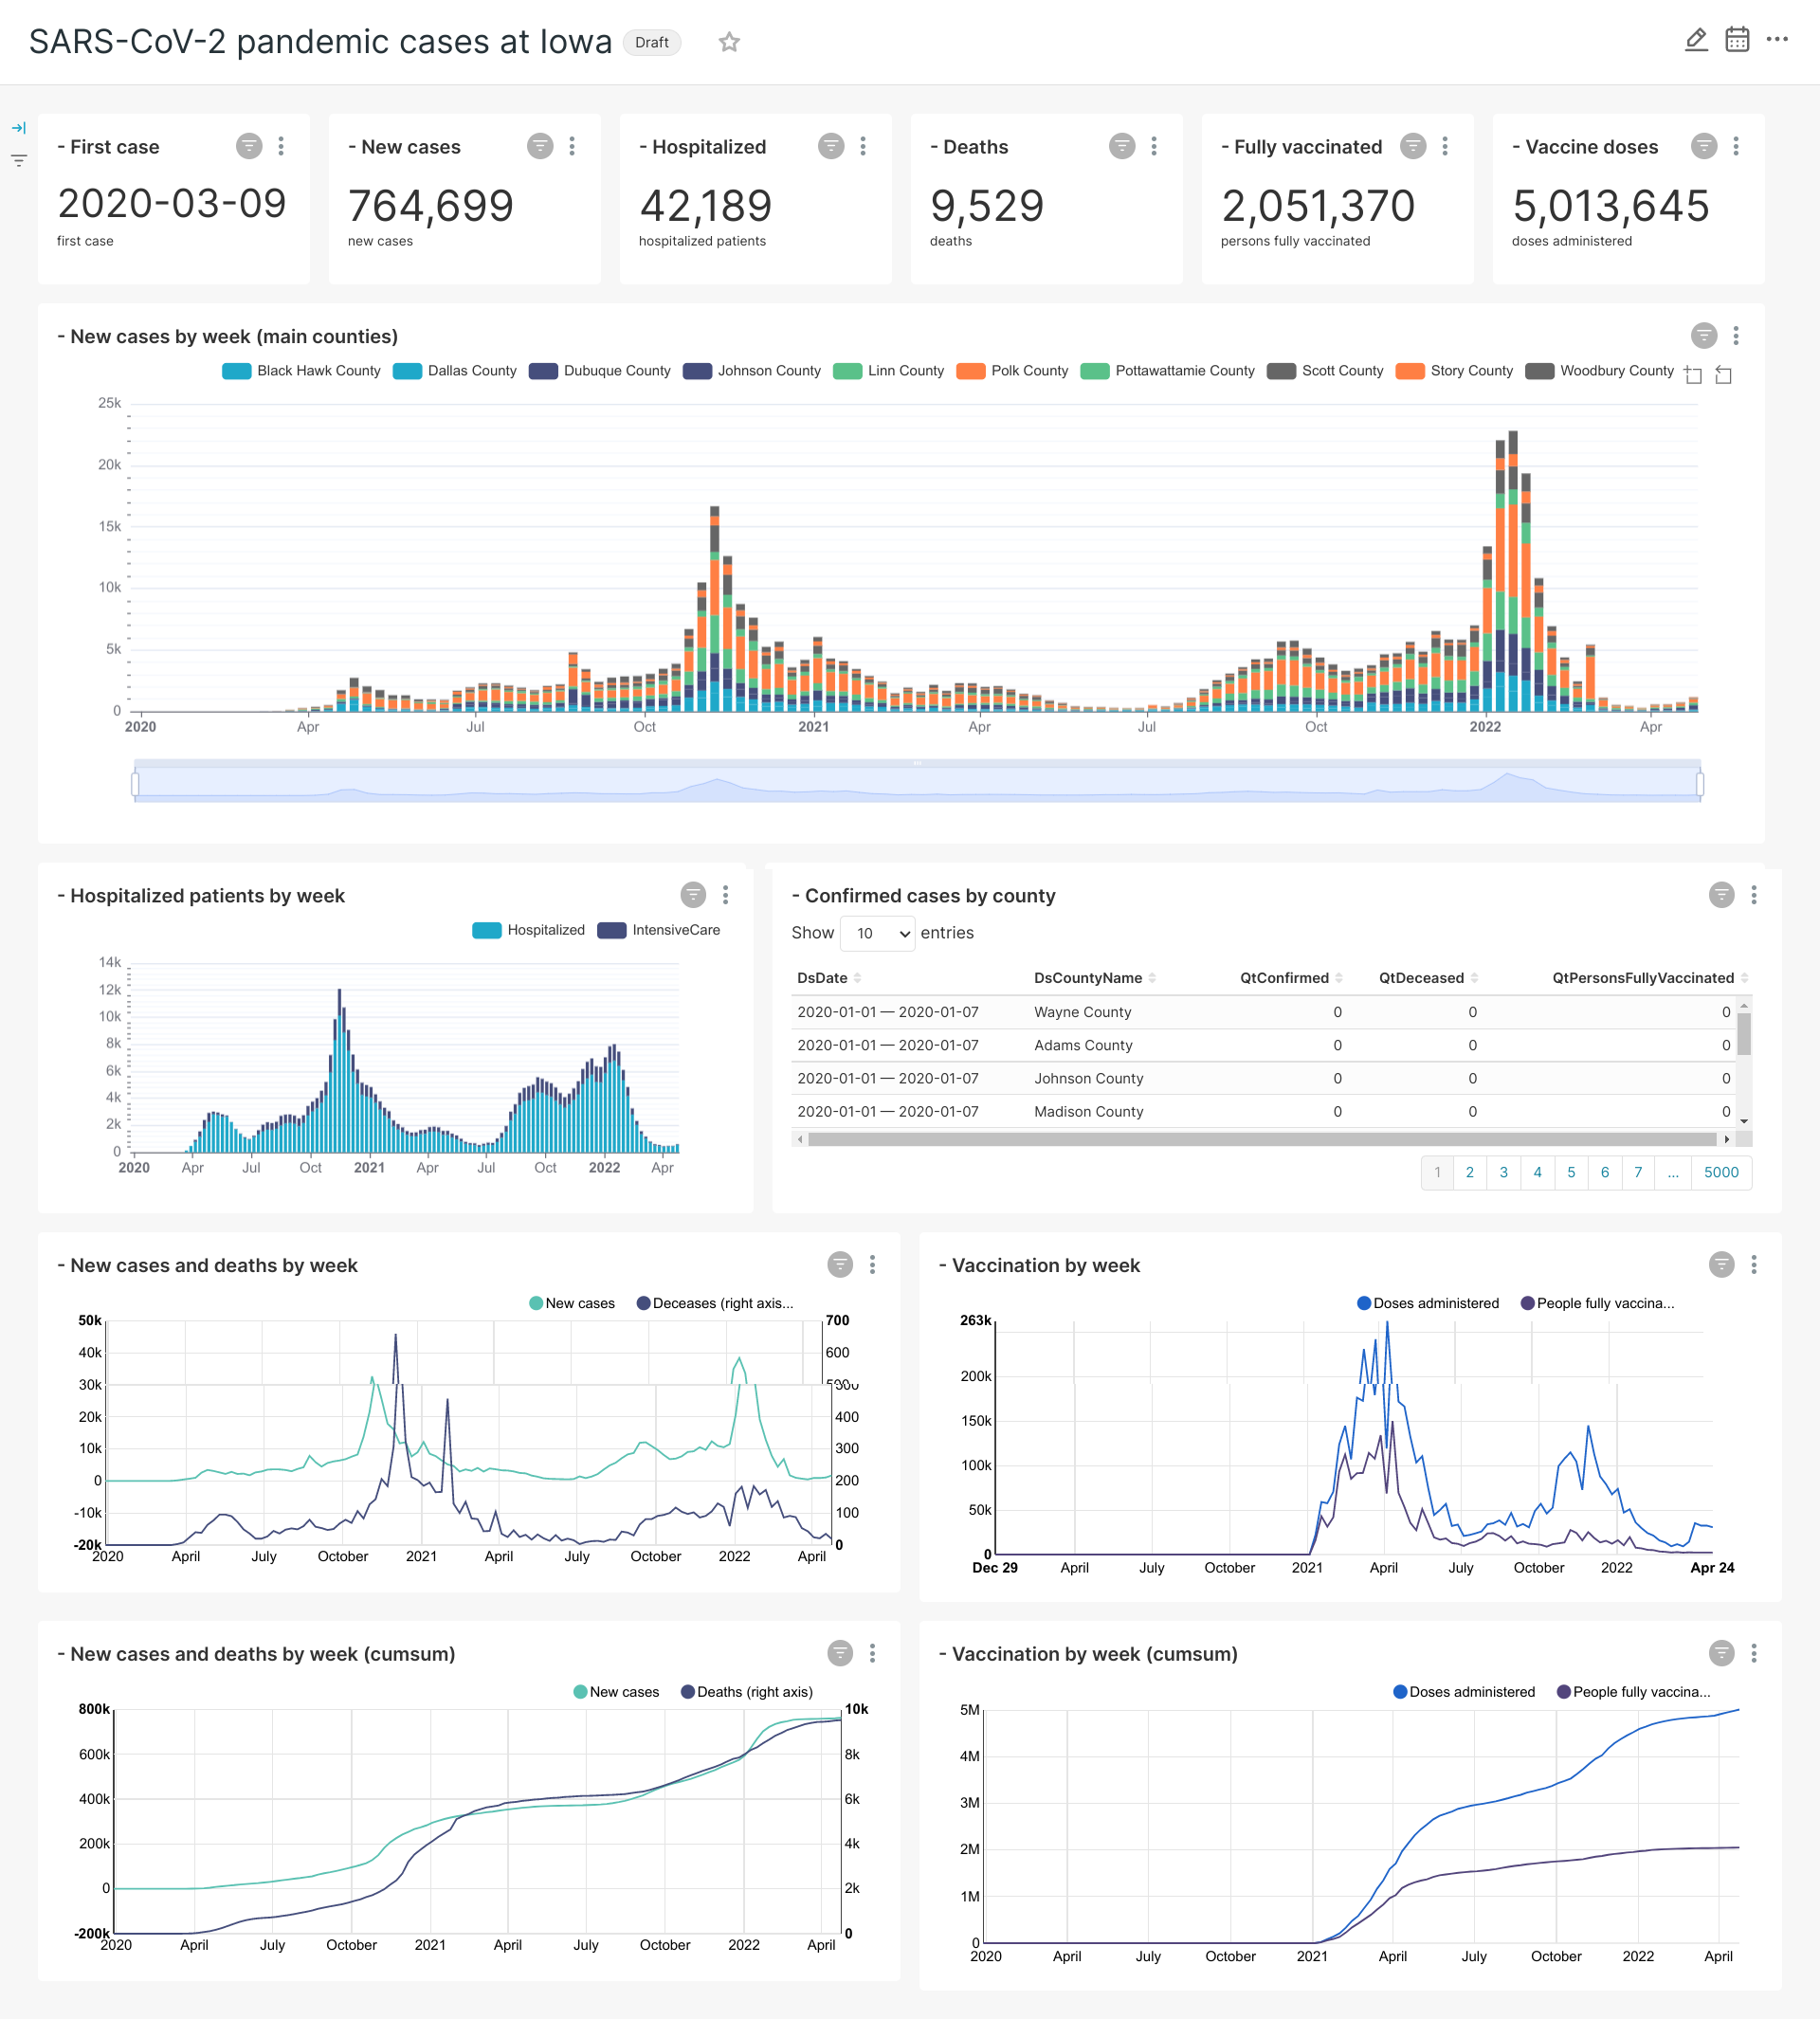 SARS-CoV-2 pandemic cases at Iowa Draft
- First case
2020-03-09
first case
- New cases
764,699
new cases
- Hospitalized
42,189
hospitalized patients
- Deaths
9,529
deaths
- Fully vaccinated
2,051,370
persons fully vaccinated
- Vaccine doses
5,013,645
doses administered
- New cases by week (main counties)
Black Hawk County Dallas County Dubuque County Johnson County Linn County Polk County Pottawattamie County Scott County Story County Woodbury County
25k
20k
15k
10k
5k
0
2020 Apr Jul Oct 2021 Apr Jul Oct 2022 Apr
- Hospitalized patients by week
Hospitalized IntensiveCare
14k
12k
10k
8k
6k
4k
2k
0
2020 Apr Jul Oct 2021 Apr Jul Oct 2022 Apr
- Confirmed cases by county
Show 10 entries
DsDate DsCountyName QtConfirmed QtDeceased QtPersonsFullyVaccinated
2020-01-01 — 2020-01-07 Wayne County 0 0 0
2020-01-01 — 2020-01-07 Adams County 0 0 0
2020-01-01 — 2020-01-07 Johnson County 0 0 0
2020-01-01 — 2020-01-07 Madison County 0 0 0
1 2 3 4 5 6 7 ... 5000
- New cases and deaths by week
New cases Deceases (right axis...
50k 700
40k 600
30k 500
20k 400
10k 300
0 200
-10k 100
-20k 0
2020 April July October 2021 April July October 2022 April
- Vaccination by week
Doses administered People fully vaccina...
263k
200k
150k
100k
50k
0
Dec 29 April July October 2021 April July October 2022 Apr 24
- New cases and deaths by week (cumsum)
New cases Deaths (right axis)
800k 10k
600k 8k
400k 6k
200k 4k
0 2k
-200k 0
2020 April July October 2021 April July October 2022 April
- Vaccination by week (cumsum)
Doses administered People fully vaccina...
5M
4M
3M
2M
1M
0
2020 April July October 2021 April July October 2022 April